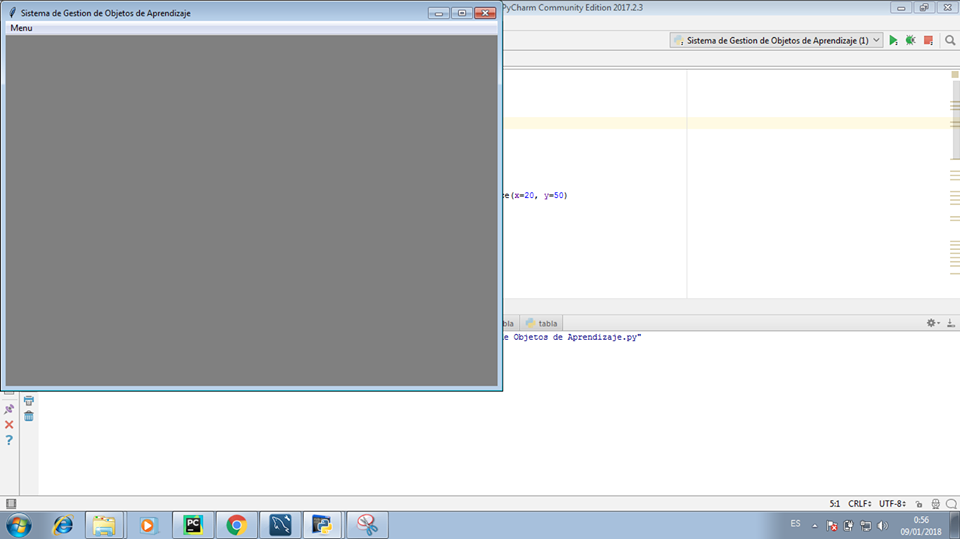 Sistema de Gestion de Objetos de Aprendizaje
PyCharm Community Edition 2017.2.3
Menu
Sistema de Gestion de Objetos de Aprendizaje (1)
(x=20, y=50)
tabla
Objetos de Aprendizaje.py"
?
5:1 CRLF UTF-8
PC
ES
0:56
09/01/2018